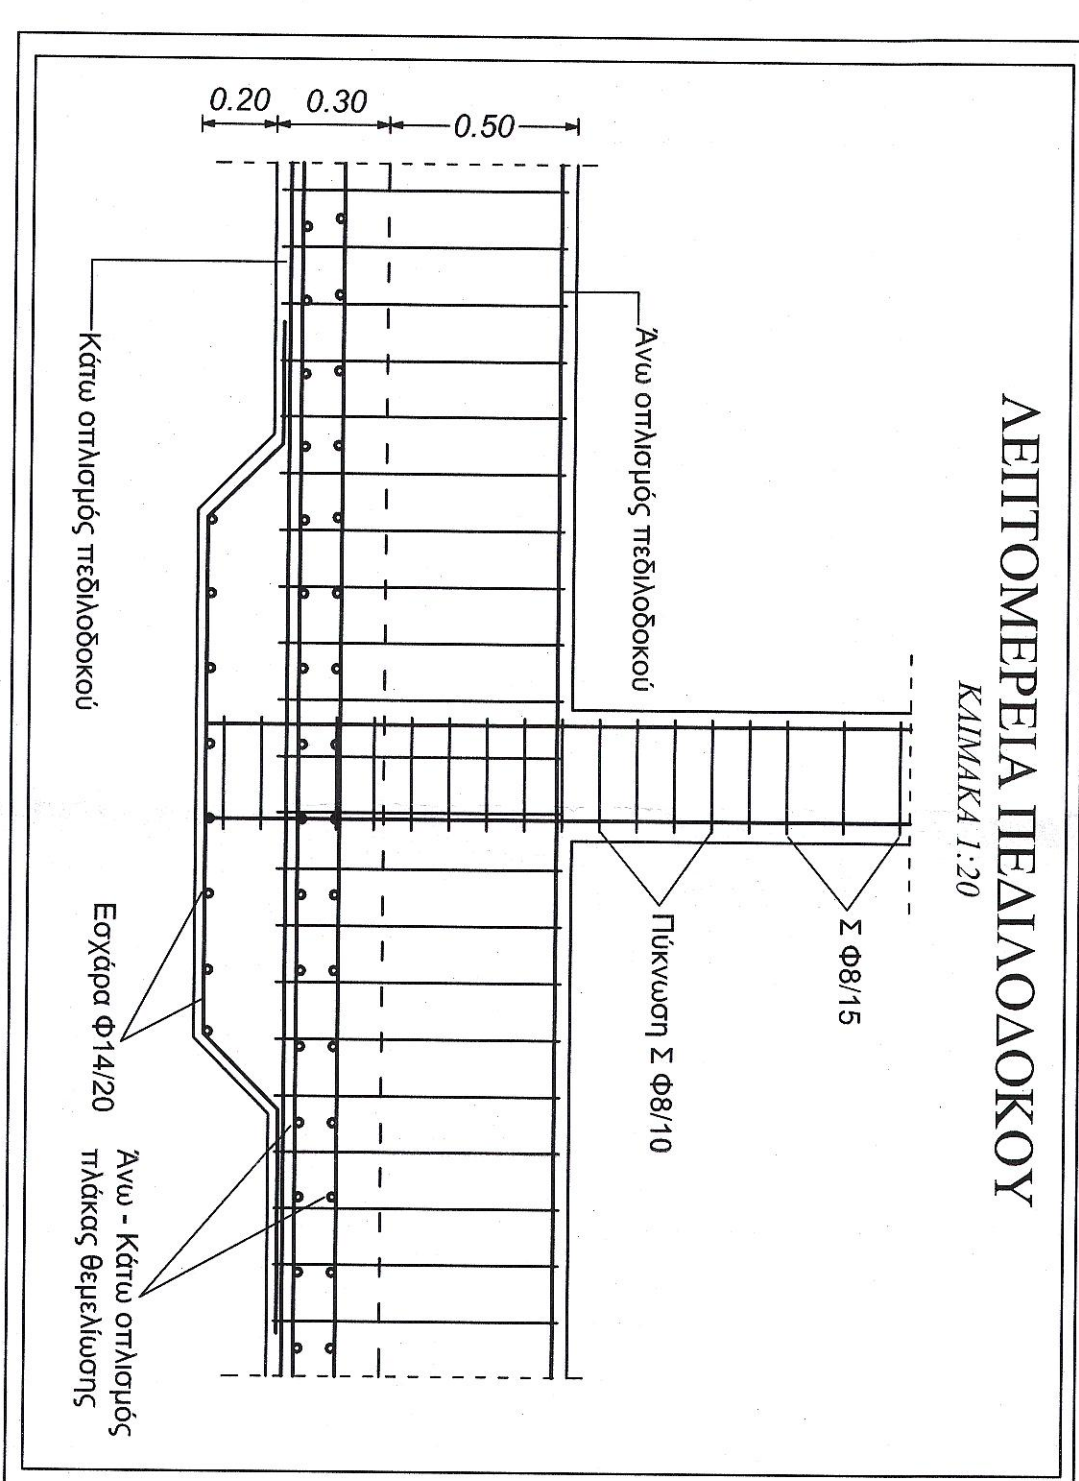 ΛΕΠΤΟΜΕΡΕΙΑ ΠΕΔΙΛΟΔΟΚΟΥ
ΚΛΙΜΑΚΑ 1:20
Σ Φ8/15
Πύκνωση Σ Φ8/10
Άνω οπλισμός πεδιλοδοκού
0.50
0.30
0.20
Κάτω οπλισμός πεδιλοδοκού
Εσχάρα Φ14/20
Άνω - Κάτω οπλισμός
πλάκας θεμελίωσης